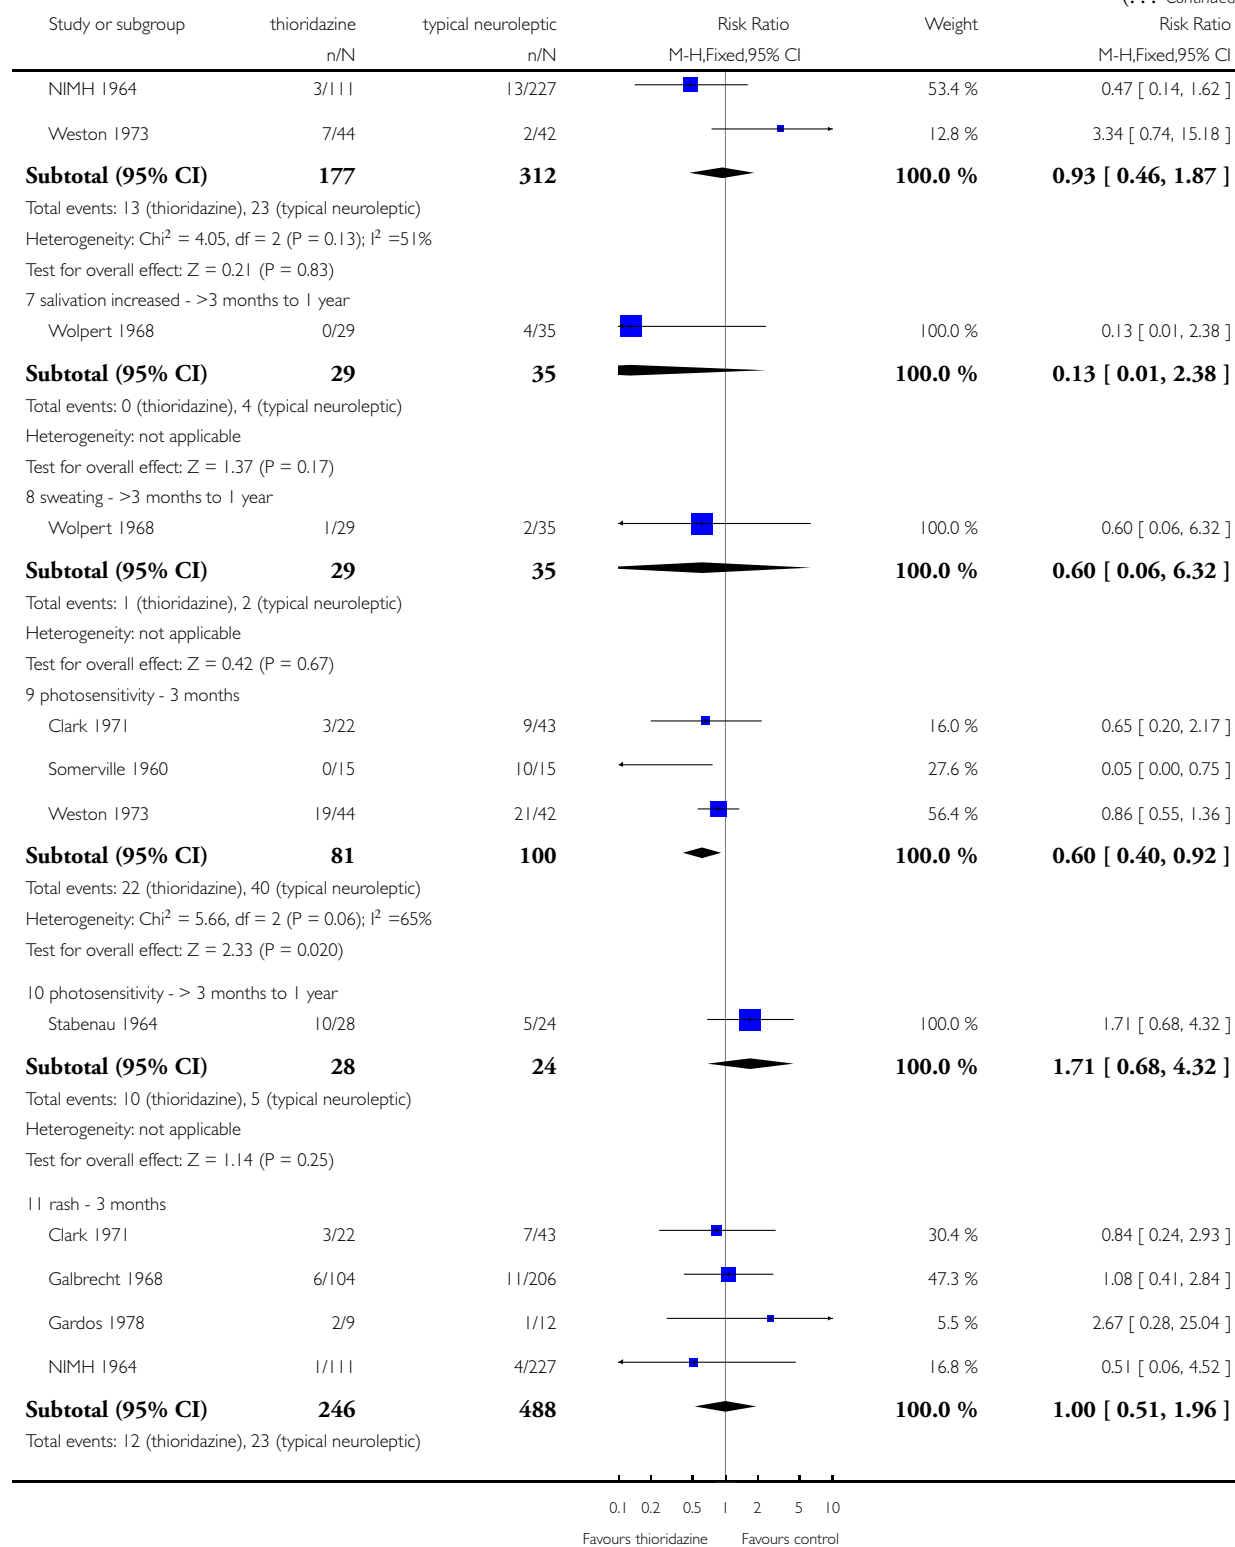 (. . . Continued
Study or subgroup thioridazine typical neuroleptic Risk Ratio Weight Risk Ratio
n/N n/N M-H,Fixed,95% CI M-H,Fixed,95% CI
NIMH 1964 3/111 13/227 53.4 % 0.47 [ 0.14, 1.62 ]
Weston 1973 7/44 2/42 12.8 % 3.34 [ 0.74, 15.18 ]
Subtotal (95% CI) 177 312 100.0 % 0.93 [ 0.46, 1.87 ]
Total events: 13 (thioridazine), 23 (typical neuroleptic)
Heterogeneity: Chi² = 4.05, df = 2 (P = 0.13); I² =51%
Test for overall effect: Z = 0.21 (P = 0.83)
7 salivation increased - >3 months to 1 year
Wolpert 1968 0/29 4/35 100.0 % 0.13 [ 0.01, 2.38 ]
Subtotal (95% CI) 29 35 100.0 % 0.13 [ 0.01, 2.38 ]
Total events: 0 (thioridazine), 4 (typical neuroleptic)
Heterogeneity: not applicable
Test for overall effect: Z = 1.37 (P = 0.17)
8 sweating - >3 months to 1 year
Wolpert 1968 1/29 2/35 100.0 % 0.60 [ 0.06, 6.32 ]
Subtotal (95% CI) 29 35 100.0 % 0.60 [ 0.06, 6.32 ]
Total events: 1 (thioridazine), 2 (typical neuroleptic)
Heterogeneity: not applicable
Test for overall effect: Z = 0.42 (P = 0.67)
9 photosensitivity - 3 months
Clark 1971 3/22 9/43 16.0 % 0.65 [ 0.20, 2.17 ]
Somerville 1960 0/15 10/15 27.6 % 0.05 [ 0.00, 0.75 ]
Weston 1973 19/44 21/42 56.4 % 0.86 [ 0.55, 1.36 ]
Subtotal (95% CI) 81 100 100.0 % 0.60 [ 0.40, 0.92 ]
Total events: 22 (thioridazine), 40 (typical neuroleptic)
Heterogeneity: Chi² = 5.66, df = 2 (P = 0.06); I² =65%
Test for overall effect: Z = 2.33 (P = 0.020)
10 photosensitivity - > 3 months to 1 year
Stabenau 1964 10/28 5/24 100.0 % 1.71 [ 0.68, 4.32 ]
Subtotal (95% CI) 28 24 100.0 % 1.71 [ 0.68, 4.32 ]
Total events: 10 (thioridazine), 5 (typical neuroleptic)
Heterogeneity: not applicable
Test for overall effect: Z = 1.14 (P = 0.25)
11 rash - 3 months
Clark 1971 3/22 7/43 30.4 % 0.84 [ 0.24, 2.93 ]
Galbrecht 1968 6/104 11/206 47.3 % 1.08 [ 0.41, 2.84 ]
Gardos 1978 2/9 1/12 5.5 % 2.67 [ 0.28, 25.04 ]
NIMH 1964 1/111 4/227 16.8 % 0.51 [ 0.06, 4.52 ]
Subtotal (95% CI) 246 488 100.0 % 1.00 [ 0.51, 1.96 ]
Total events: 12 (thioridazine), 23 (typical neuroleptic)
0.1 0.2 0.5 1 2 5 10
Favours thioridazine Favours control